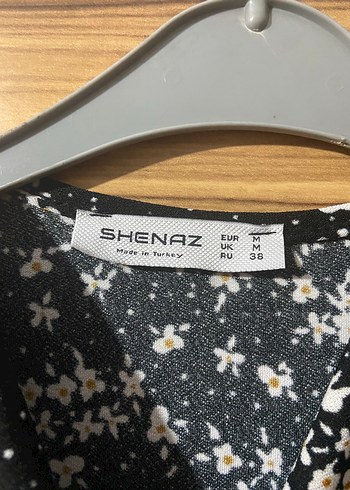 SHENAZ
Made in Turkey
EUR M
UK M
RU 38